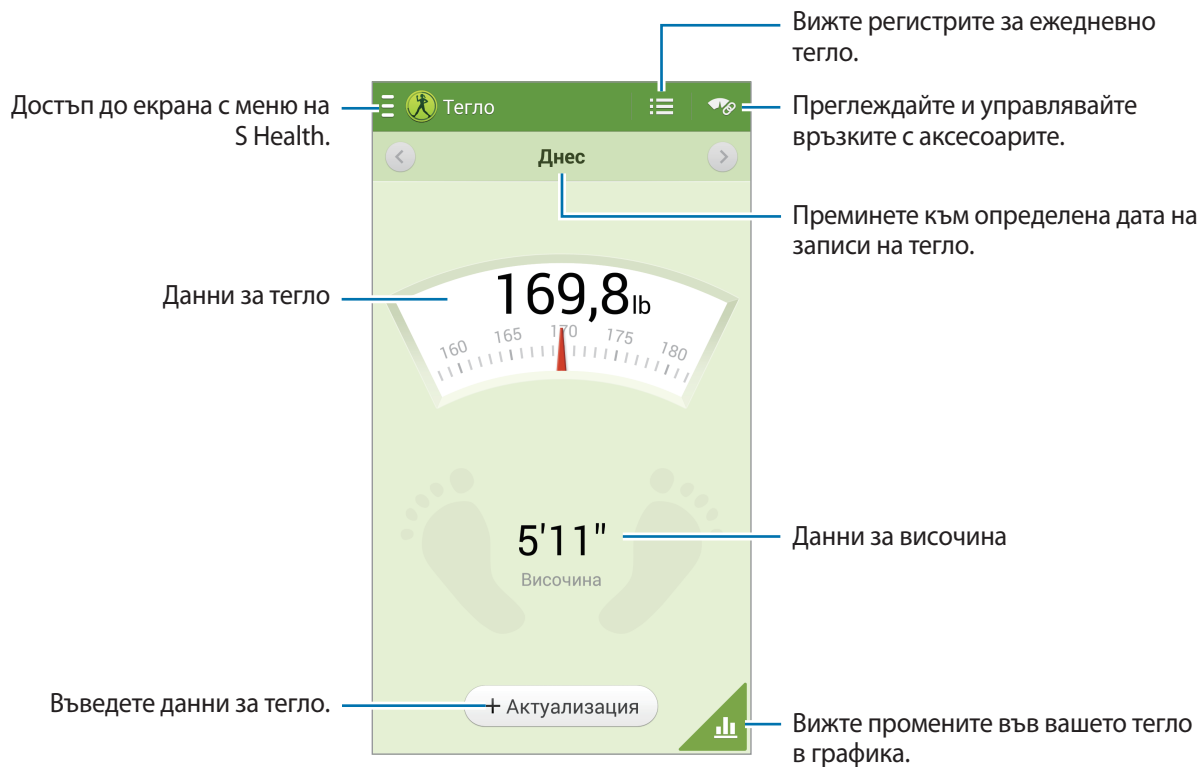 Вижте регистрите за ежедневно
тегло.
Достъп до екрана с меню на
S Health.
Тегло
Преглеждайте и управлявайте
връзките с аксесоарите.
Днес
Преминете към определена дата на
записи на тегло.
Данни за тегло
169,8lb
160 165 170 175 180
5'11"
Височина
Данни за височина
Въведете данни за тегло.
+ Актуализация
Вижте промените във вашето тегло
в графика.